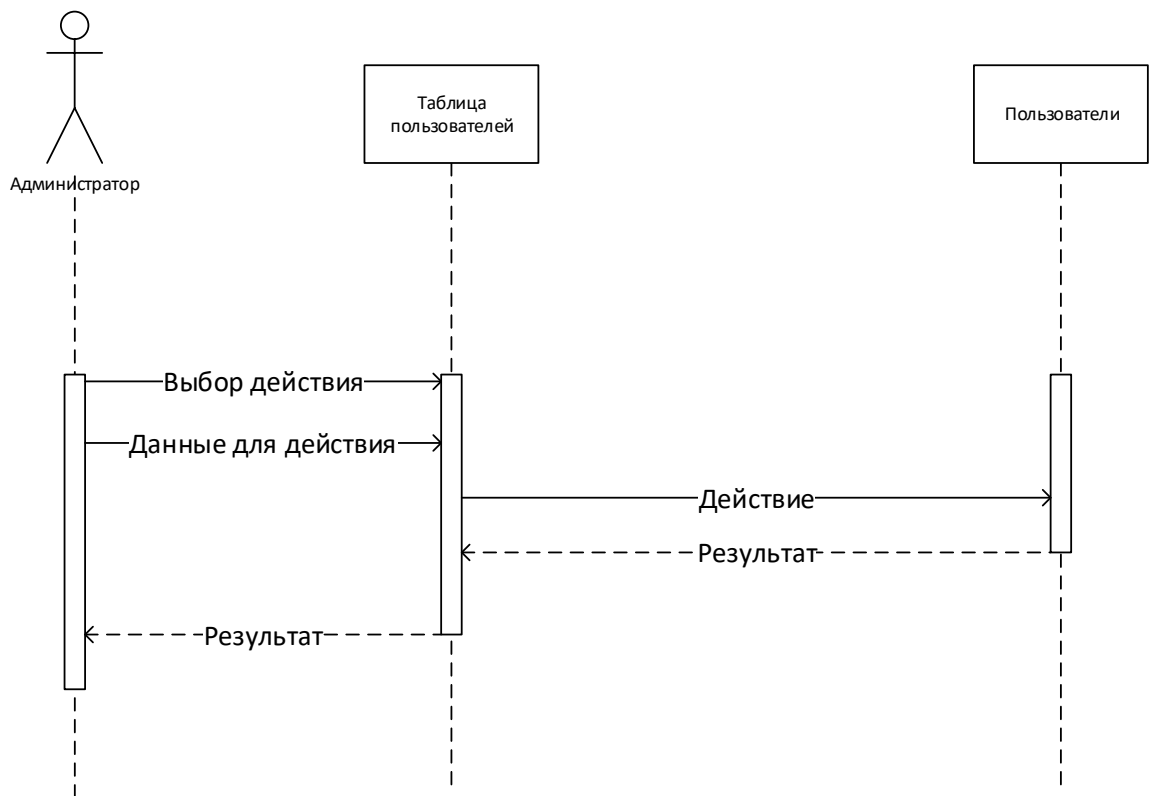 Администратор
Таблица
пользователей
Пользователи
Выбор действия
Данные для действия
Действие
Результат
Результат